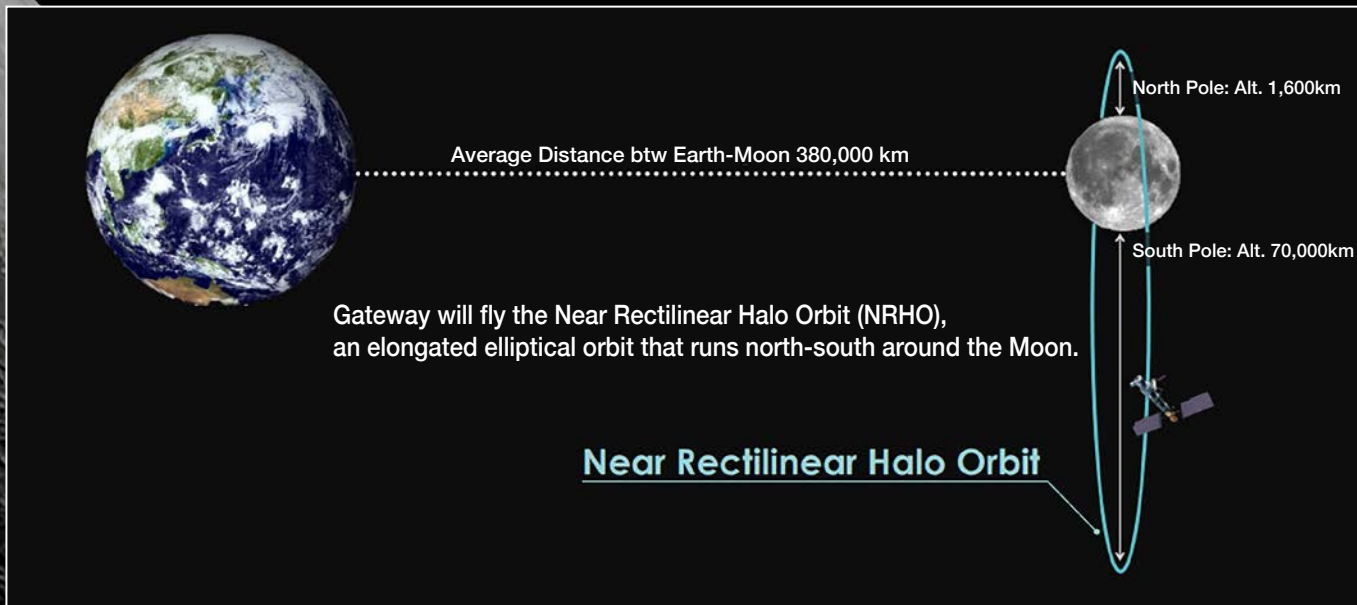 North Pole: Alt. 1,600km
Average Distance btw Earth-Moon 380,000 km
South Pole: Alt. 70,000km
Gateway will fly the Near Rectilinear Halo Orbit (NRHO),
an elongated elliptical orbit that runs north-south around the Moon.
Near Rectilinear Halo Orbit